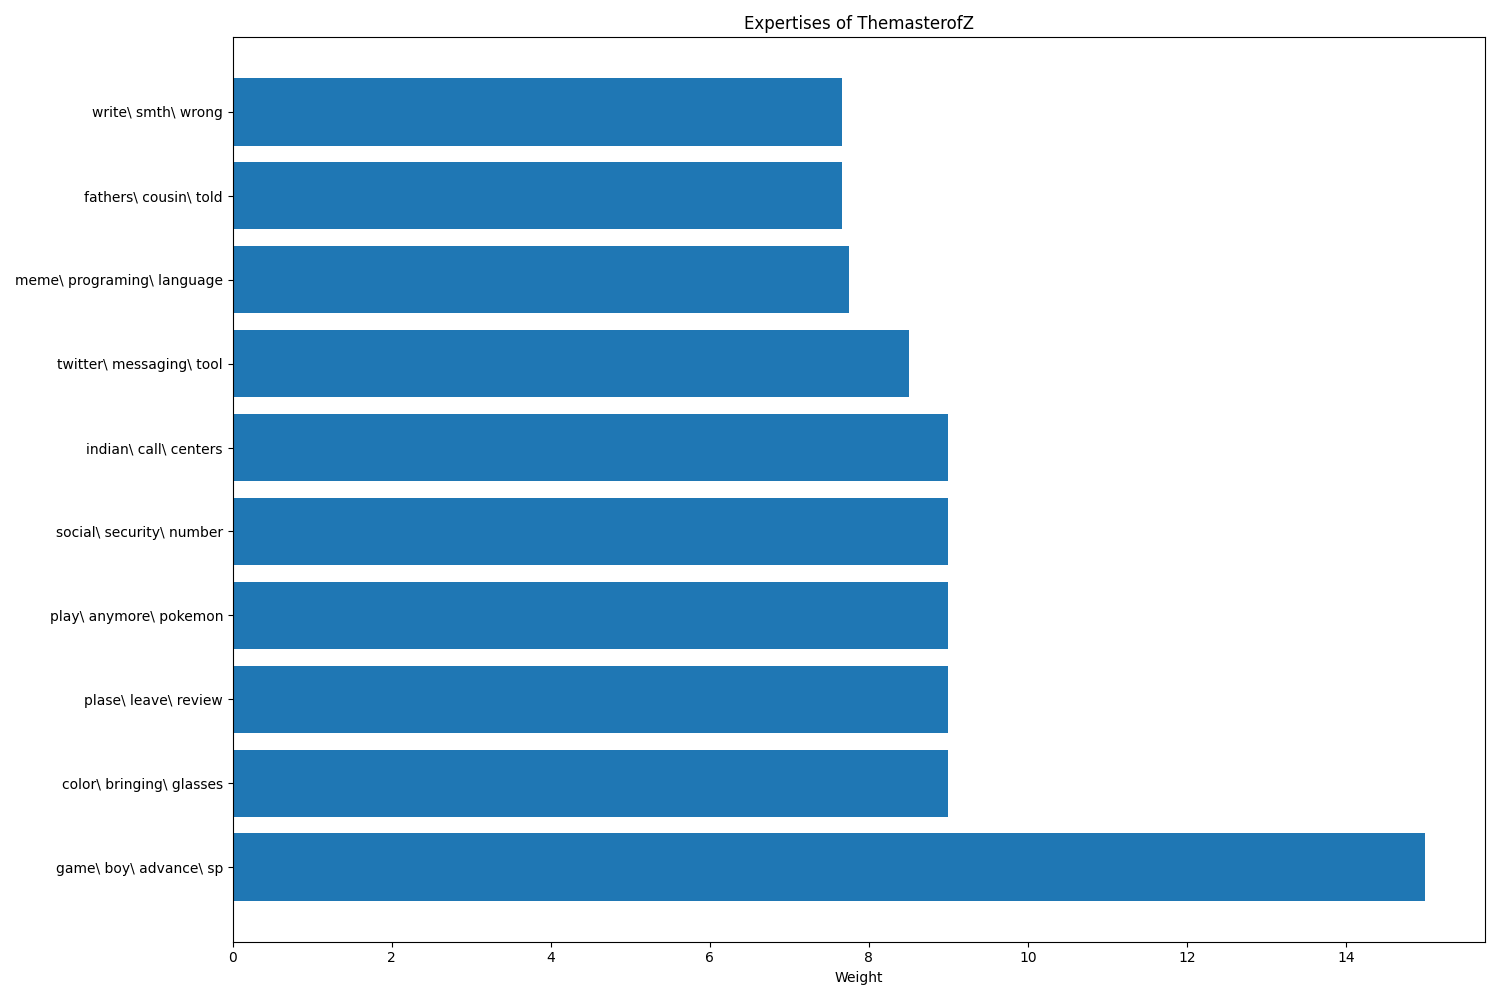 Expertises of ThemasterofZ
write\ smth\ wrong
fathers\ cousin\ told
meme\ programing\ language
twitter\ messaging\ tool
indian\ call\ centers
social\ security\ number
play\ anymore\ pokemon
plase\ leave\ review
color\ bringing\ glasses
game\ boy\ advance\ sp
0 2 4 6 8 10 12 14
Weight